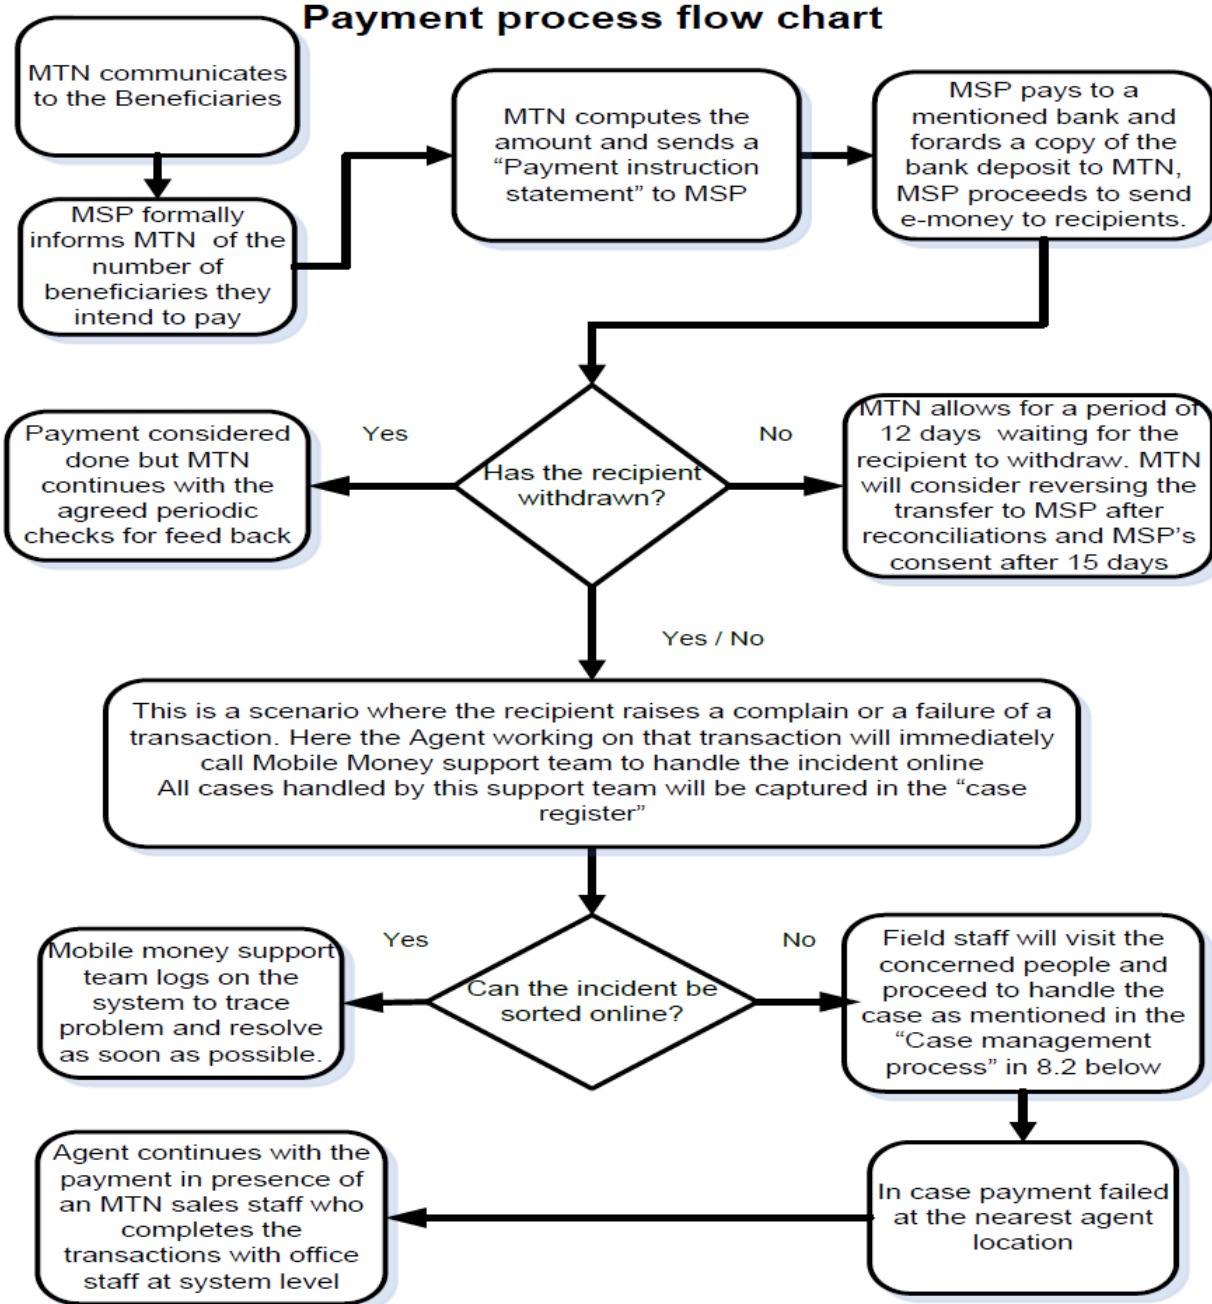 Payment process flow chart
MTN communicates
to the Beneficiaries
MSP formally
informs MTN of the
number of
beneficiaries they
intend to pay
MTN computes the
amount and sends a
“Payment instruction
statement” to MSP
MSP pays to a
mentioned bank and
forards a copy of the
bank deposit to MTN,
MSP proceeds to send
e-money to recipients.
Has the recipient
withdrawn?
Yes
Payment considered
done but MTN
continues with the
agreed periodic
checks for feed back
No
MTN allows for a period of
12 days waiting for the
recipient to withdraw. MTN
will consider reversing the
transfer to MSP after
reconciliations and MSP’s
consent after 15 days
Yes / No
This is a scenario where the recipient raises a complain or a failure of a
transaction. Here the Agent working on that transaction will immediately
call Mobile Money support team to handle the incident online
All cases handled by this support team will be captured in the “case
register”
Can the incident be
sorted online?
Yes
Mobile money support
team logs on the
system to trace
problem and resolve
as soon as possible.
No
Field staff will visit the
concerned people and
proceed to handle the
case as mentioned in the
“Case management
process” in 8.2 below
In case payment failed
at the nearest agent
location
Agent continues with the
payment in presence of
an MTN sales staff who
completes the
transactions with office
staff at system level